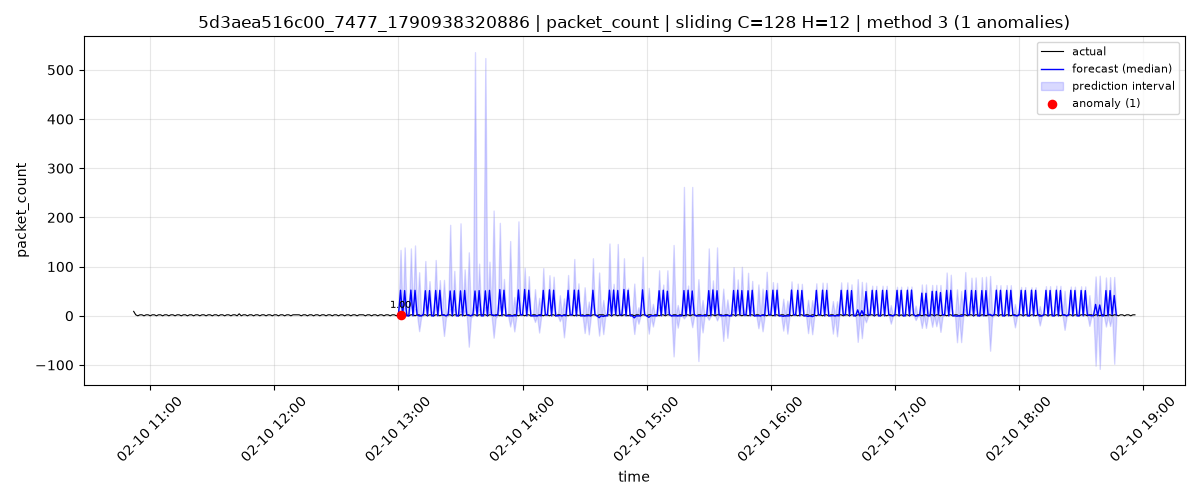 5d3aea516c00_7477_1790938320886 | packet_count | sliding C=128 H=12 | method 3 (1 anomalies)
actual
forecast (median)
prediction interval
anomaly (1)
packet_count
500
400
300
200
100
0
−100
02-10 11:00
02-10 12:00
02-10 13:00
02-10 14:00
02-10 15:00
02-10 16:00
02-10 17:00
02-10 18:00
02-10 19:00
time